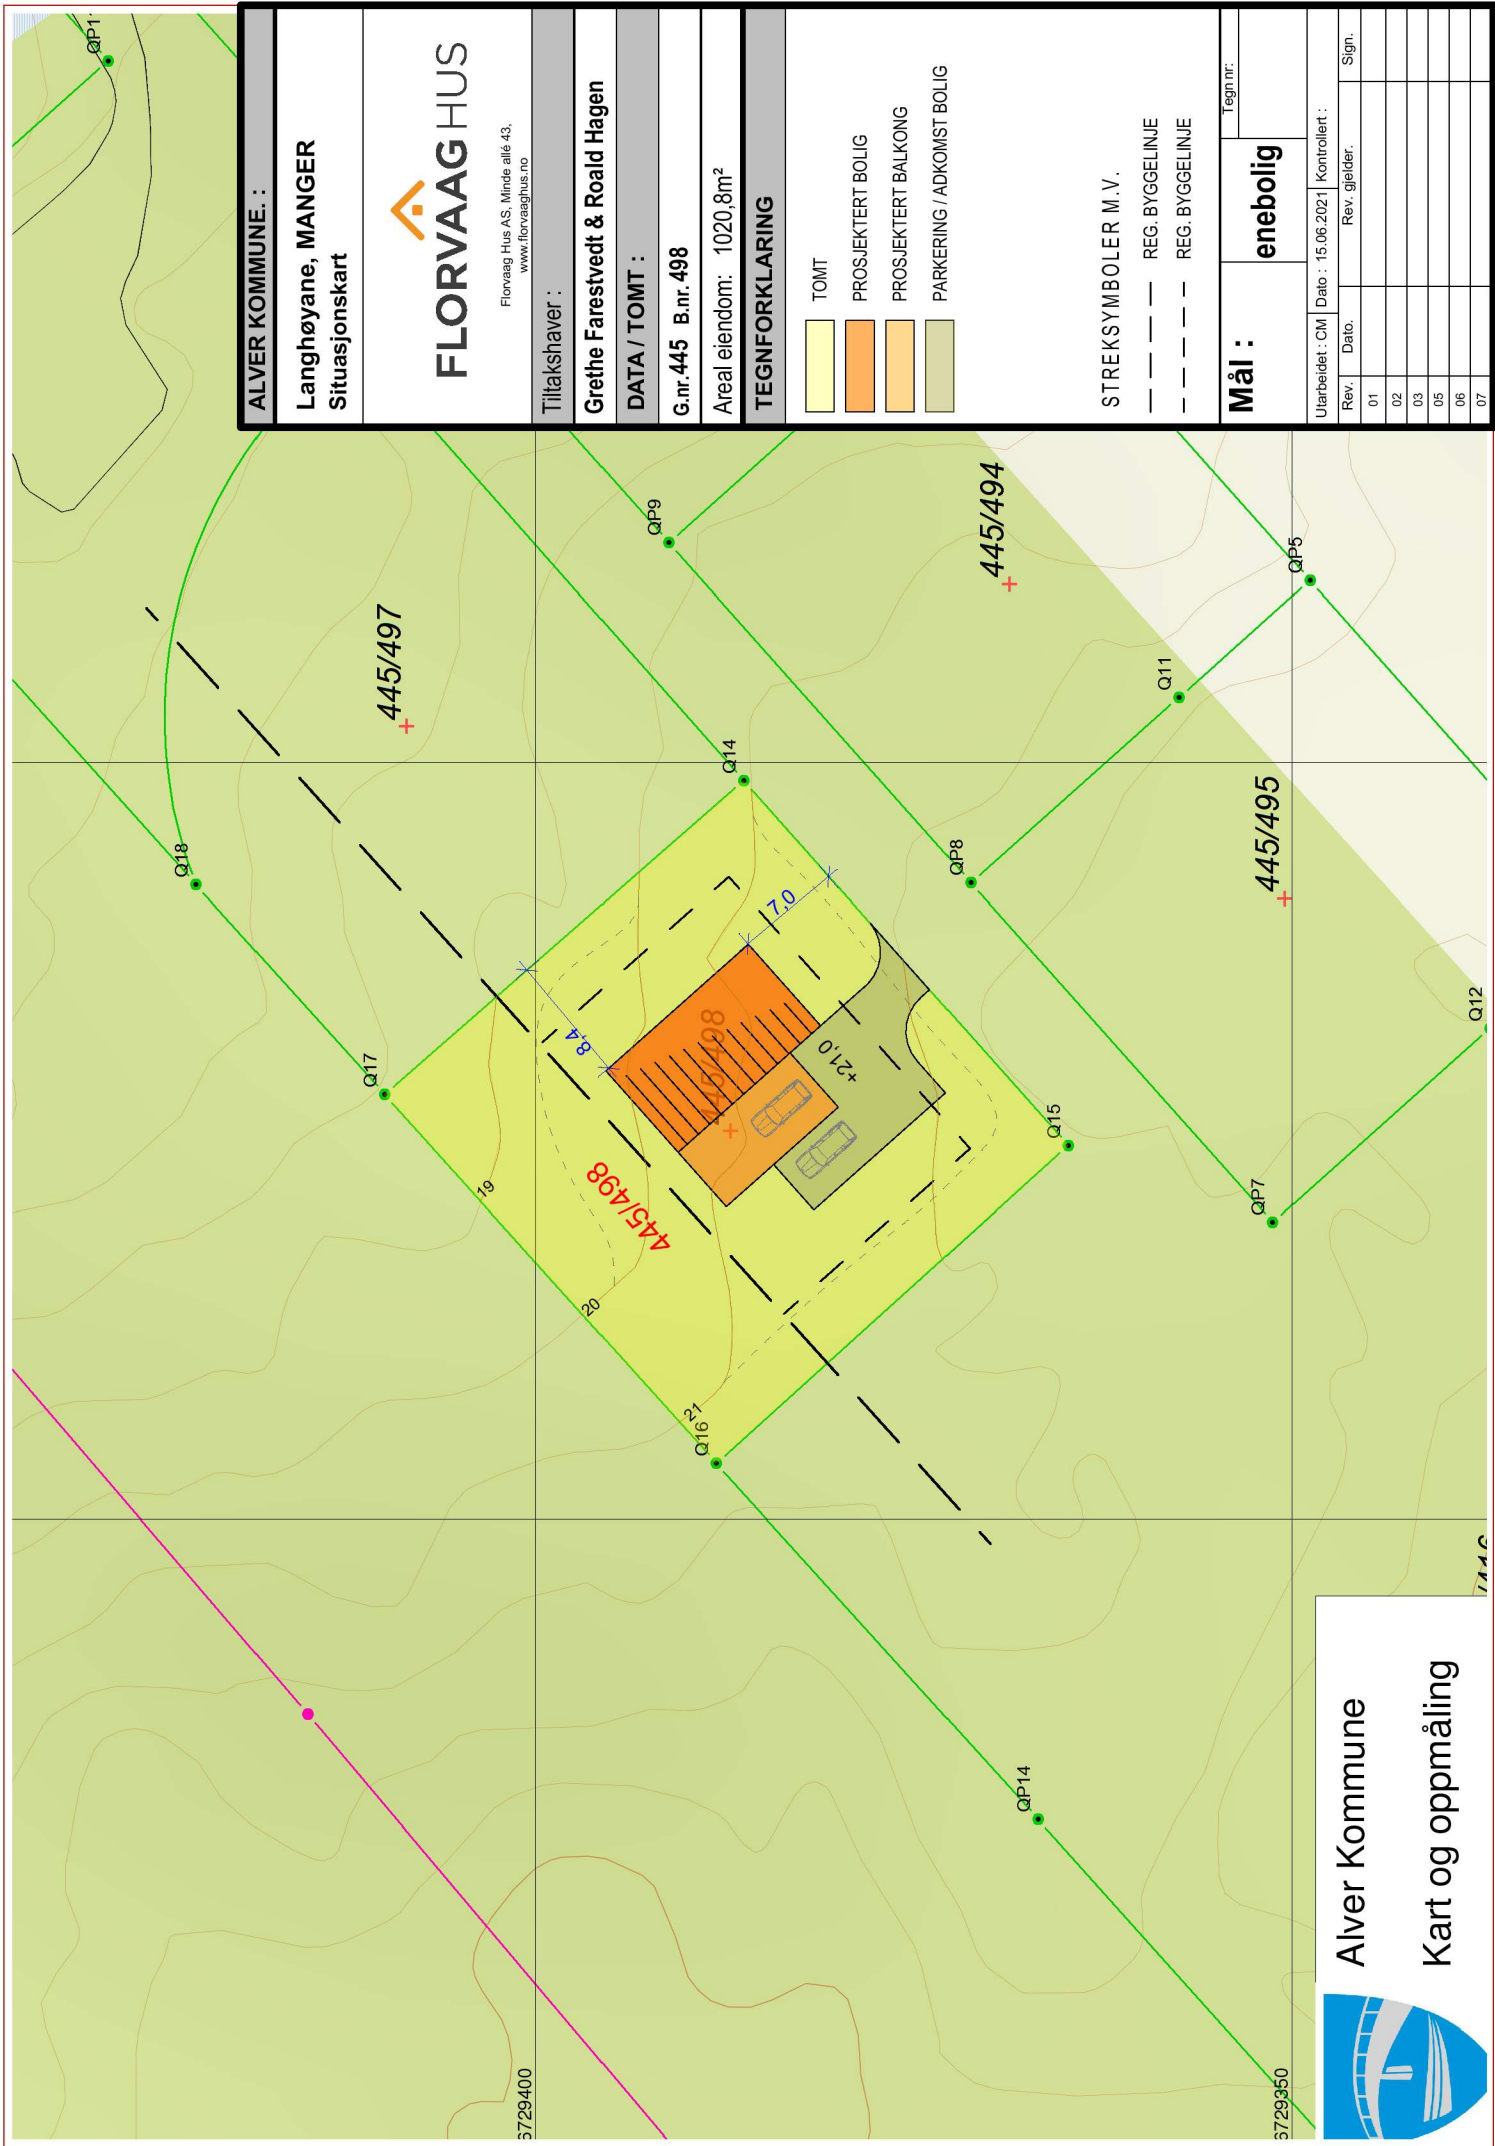 ALVER KOMMUNE. :
Langhøyane, MANGER
Situasjonskart
FLORVAAG HUS
Florvaag Hus AS, Minde allé 43,
www.florvaaghus.no
Tiltakshaver :
Grethe Farestvedt & Roald Hagen
DATA / TOMT :
G.nr.445 B.nr. 498
Areal eiendom: 1020,8m²
TEGNFORKLARING
TOMT
PROSJEKTERT BOLIG
PROSJEKTERT BALKONG
PARKERING / ADKOMST BOLIG
STREKSYMBOLER M.V.
REG. BYGGELINJE
REG. BYGGELINJE
Mål :
enebolig
Tegn nr:
Utarbeidet : CM Dato : 15.06.2021 Kontrollert :
Rev. Dato. Rev. gjelder. Sign.
01
02
03
05
06
07
QP1
Q18
445/497
QP9
445/494
QP5
Q11
Q14
Q17
QP8
445/495
Q12
8,4
7,0
445/498
+21,0
445/498
19
20
21
Q15
Q16
QP7
QP14
6729400
6729350
Alver Kommune
Kart og oppmåling